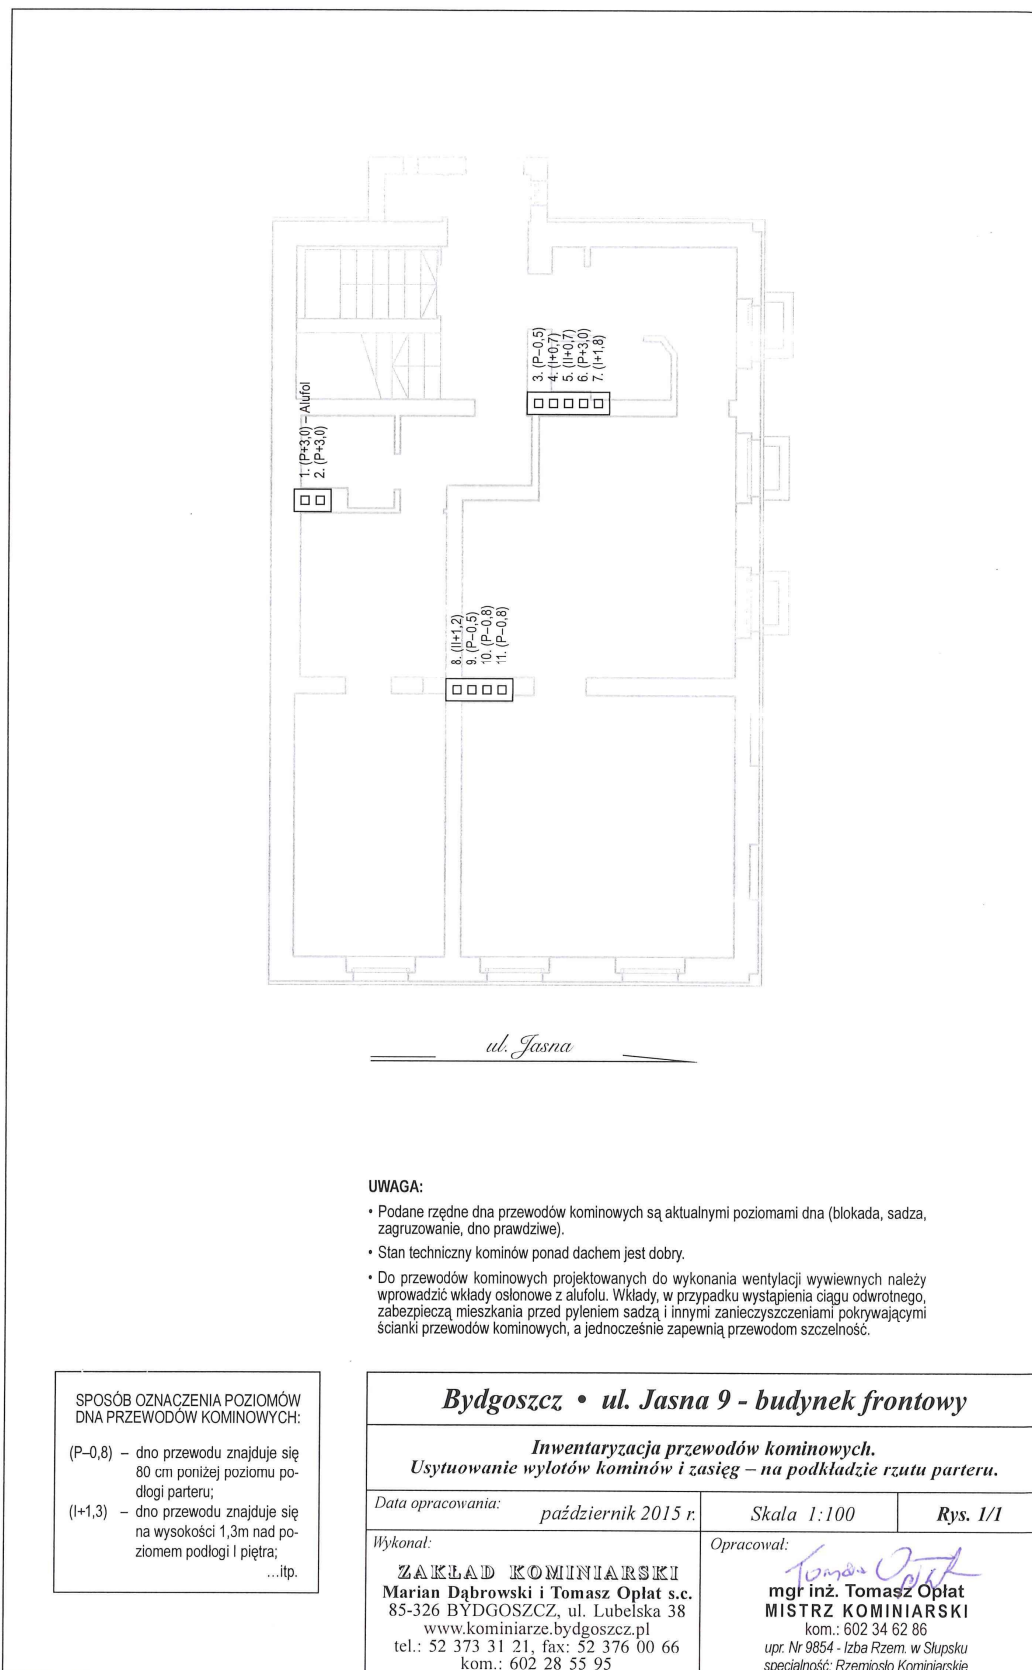 1. (P+3,0) – Alufol
2. (P+3,0)
3. (P–0,5)
4. (I+0,7)
5. (II+0,7)
6. (P+3,0)
7. (I+1,8)
8. (II+1,2)
9. (P–0,5)
10. (P–0,8)
11. (P–0,8)
ul. Jasna
UWAGA:
• Podane rzędne dna przewodów kominowych są aktualnymi poziomami dna (blokada, sadza,
zagruzowanie, dno prawdziwe).
• Stan techniczny kominów ponad dachem jest dobry.
• Do przewodów kominowych projektowanych do wykonania wentylacji wywiewnych należy
wprowadzić wkłady osłonowe z alufolu. Wkłady, w przypadku wystąpienia ciągu odwrotnego,
zabezpieczą mieszkania przed pyleniem sadzą i innymi zanieczyszczeniami pokrywającymi
ścianki przewodów kominowych, a jednocześnie zapewnią przewodom szczelność.
SPOSÓB OZNACZENIA POZIOMÓW
DNA PRZEWODÓW KOMINOWYCH:
(P–0,8) – dno przewodu znajduje się
80 cm poniżej poziomu po-
dłogi parteru;
(I+1,3) – dno przewodu znajduje się
na wysokości 1,3m nad po-
ziomem podłogi I piętra;
...itp.
Bydgoszcz • ul. Jasna 9 - budynek frontowy
Inwentaryzacja przewodów kominowych.
Usytuowanie wylotów kominów i zasięg – na podkładzie rzutu parteru.
Data opracowania: październik 2015 r.
Skala 1:100
Rys. 1/1
Wykonał:
ZAKŁAD KOMINIARSKI
Marian Dąbrowski i Tomasz Opłat s.c.
85-326 BYDGOSZCZ, ul. Lubelska 38
www.kominiarze.bydgoszcz.pl
tel.: 52 373 31 21, fax: 52 376 00 66
kom.: 602 28 55 95
Opracował:
Tomasz Opłat
mgr inż. Tomasz Opłat
MISTRZ KOMINIARSKI
kom.: 602 34 62 86
upr. Nr 9854 - Izba Rzem. w Słupsku
specjalność: Rzemiosło Kominiarskie